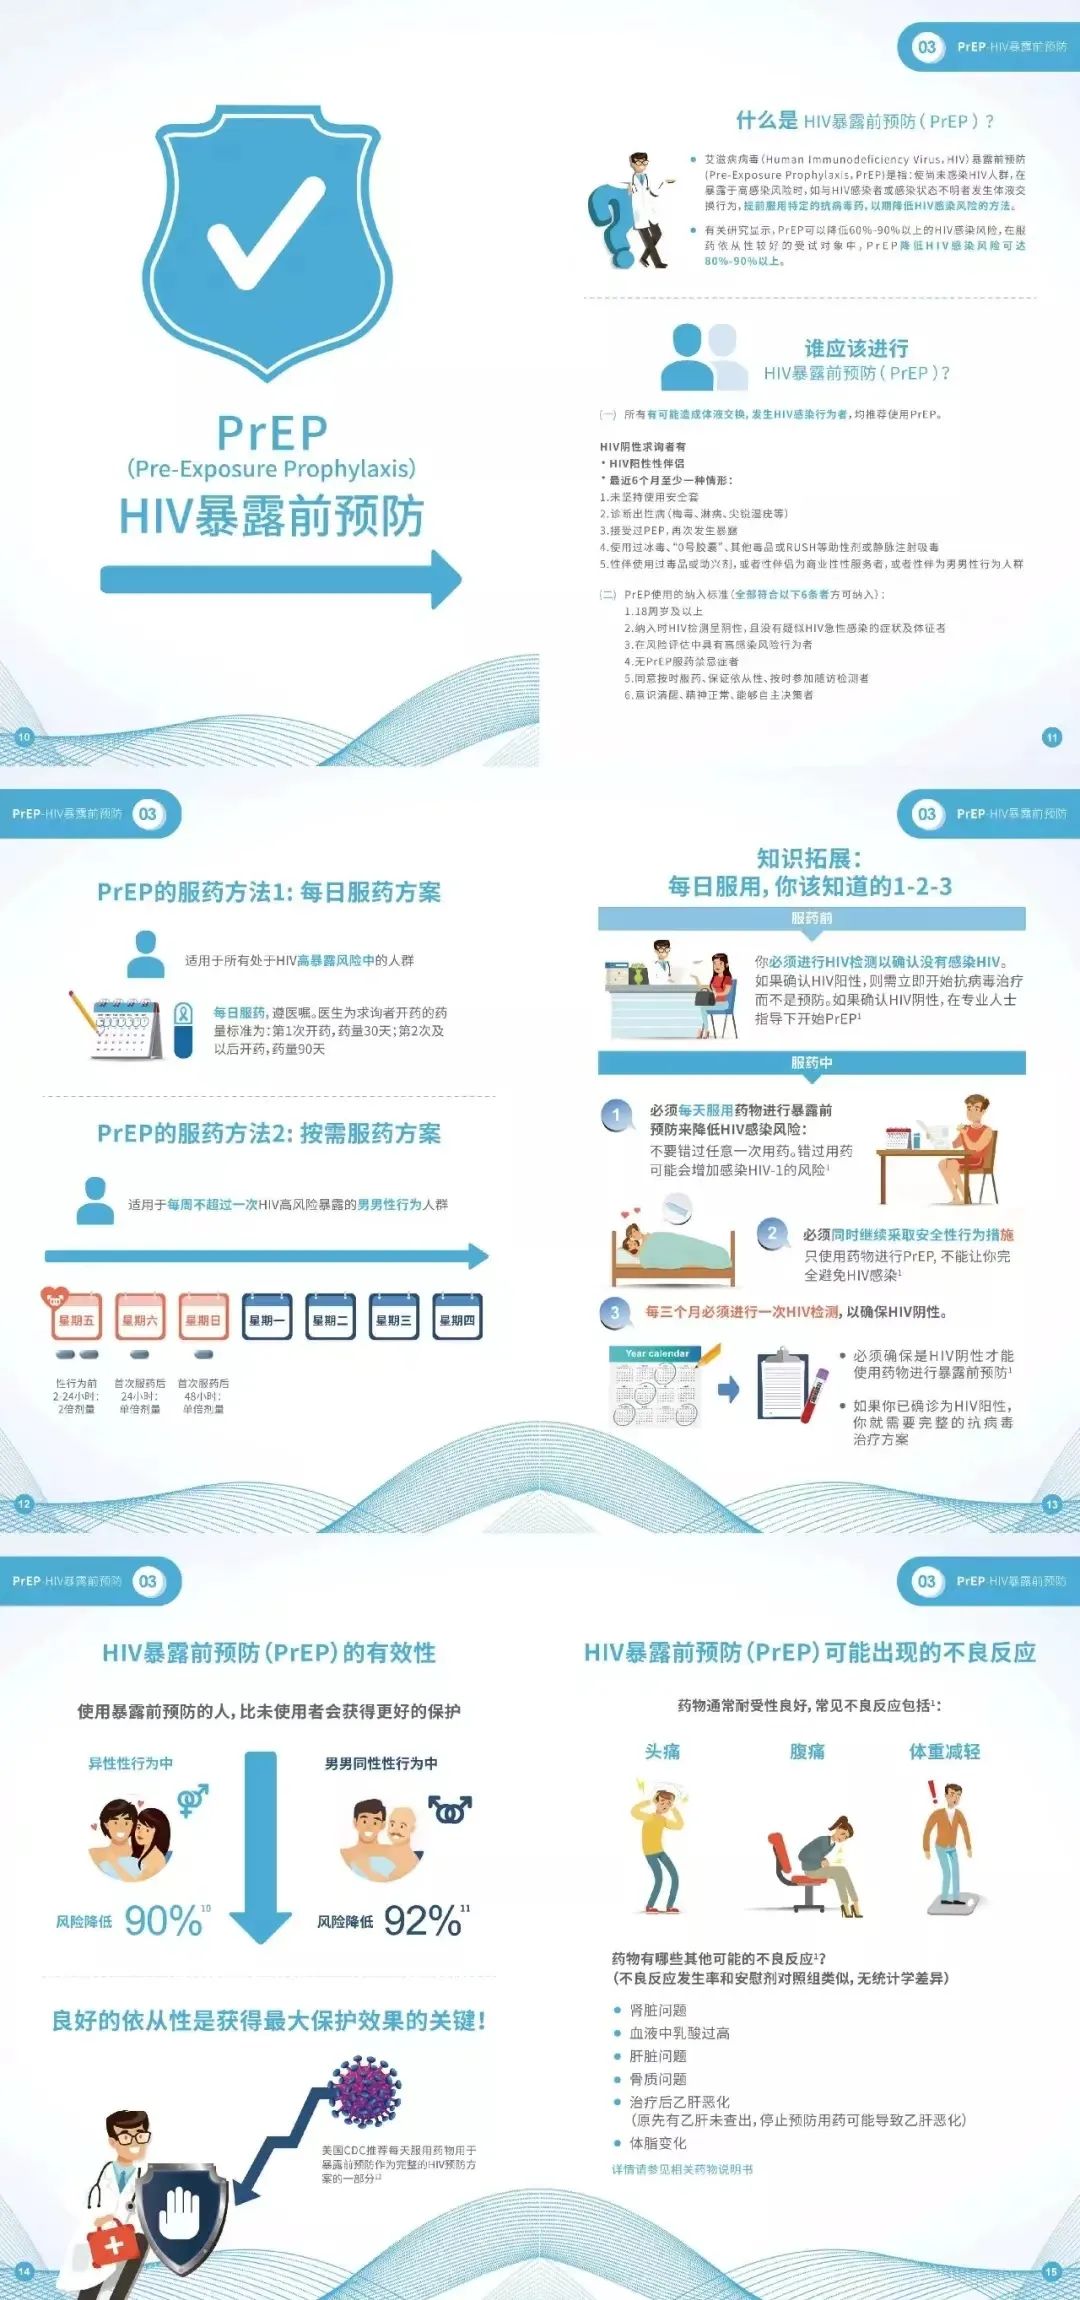 PrEP
(Pre-Exposure Prophylaxis)
HIV暴露前预防
10
03 PrEP-HIV暴露前预防
什么是 HIV暴露前预防(PrEP)？
艾滋病病毒(Human Immunodeficiency Virus, HIV)暴露前预防
(Pre-Exposure Prophylaxis, PrEP)是指：使尚未感染HIV人群，在
暴露于高感染风险时，如与HIV感染者或感染状态不明者发生体液交
换行为，提前服用特定的抗病毒药，以期降低HIV感染风险的方法。
有关研究显示，PrEP可以降低60%-90%以上的HIV感染风险，在服
药依从性较好的受试对象中，PrEP降低HIV感染风险可达
80%-90%以上。
谁应该进行
HIV暴露前预防(PrEP)？
(一) 所有有可能造成体液交换，发生HIV感染行为者，均推荐使用PrEP。
HIV阴性求询者有
* HIV阳性性伴侣
* 最近6个月至少一种情形：
1.未坚持使用安全套
2.诊断出性病(梅毒、淋病、尖锐湿疣等)
3.接受过PEP，再次发生暴露
4.使用过冰毒、“0号胶囊”、其他毒品或RUSH等助性剂或静脉注射吸毒
5.性伴使用过毒品或助兴剂，或者性伴侣为商业性性服务者，或者性伴为男男性行为人群
(二) PrEP使用的纳入标准(全部符合以下6条者方可纳入)：
1.18周岁及以上
2.纳入时HIV检测呈阴性，且没有疑似HIV急性感染的症状及体征者
3.在风险评估中具有高感染风险行为者
4.无PrEP服药禁忌症者
5.同意按时服药、保证依从性、按时参加随访检测者
6.意识清醒、精神正常、能够自主决策者
11
PrEP-HIV暴露前预防 03
PrEP的服药方法1: 每日服药方案
适用于所有处于HIV高暴露风险中的人群
每日服药，遵医嘱。医生为求询者开药的药
量标准为：第1次开药，药量30天；第2次及
以后开药，药量90天
PrEP的服药方法2: 按需服药方案
适用于每周不超过一次HIV高风险暴露的男男性行为人群
星期五 星期六 星期日 星期一 星期二 星期三 星期四
性行为前
2-24小时：
2倍剂量
首次服药后
24小时：
单倍剂量
首次服药后
48小时：
单倍剂量
12
03 PrEP-HIV暴露前预防
知识拓展：
每日服用，你该知道的1-2-3
服药前
你必须进行HIV检测以确认没有感染HIV。
如果确认HIV阳性，则需立即开始抗病毒治疗
而不是预防。如果确认HIV阴性，在专业人士
指导下开始PrEP¹
服药中
1
必须每天服用药物进行暴露前
预防来降低HIV感染风险：
不要错过任意一次用药。错过用药
可能会增加感染HIV-1的风险¹
2
必须同时继续采取安全性行为措施
只使用药物进行PrEP, 不能让你完
全避免HIV感染¹
3
每三个月必须进行一次HIV检测，以确保HIV阴性。
Year calendar
必须确保是HIV阴性才能
使用药物进行暴露前预防¹
如果你已确诊为HIV阳性，
你就需要完整的抗病毒
治疗方案
13
PrEP-HIV暴露前预防 03
HIV暴露前预防(PrEP)的有效性
使用暴露前预防的人，比未使用者会获得更好的保护
异性性行为中
风险降低 90%¹⁰
男男同性性行为中
风险降低 92%¹¹
良好的依从性是获得最大保护效果的关键！
美国CDC推荐每天服用药物用于
暴露前预防作为完整的HIV预防方
案的一部分¹²
14
03 PrEP-HIV暴露前预防
HIV暴露前预防(PrEP)可能出现的不良反应
药物通常耐受性良好，常见不良反应包括¹：
头痛 腹痛 体重减轻
药物有哪些其他可能的不良反应¹？
(不良反应发生率和安慰剂对照组类似，无统计学差异)
肾脏问题
血液中乳酸过高
肝脏问题
骨质问题
治疗后乙肝恶化
(原先有乙肝未查出，停止预防用药可能导致乙肝恶化)
体脂变化
详情请参见相关药物说明书
15